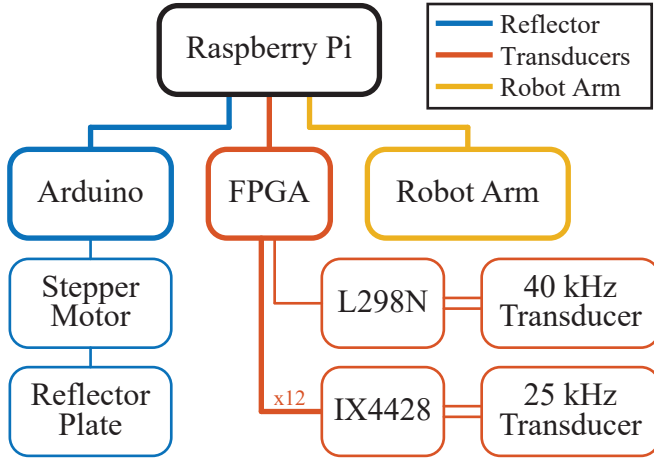 Raspberry Pi
Reflector
Transducers
Robot Arm
Arduino
FPGA
Robot Arm
Stepper
Motor
L298N
40 kHz
Transducer
Reflector
Plate
x12
IX4428
25 kHz
Transducer